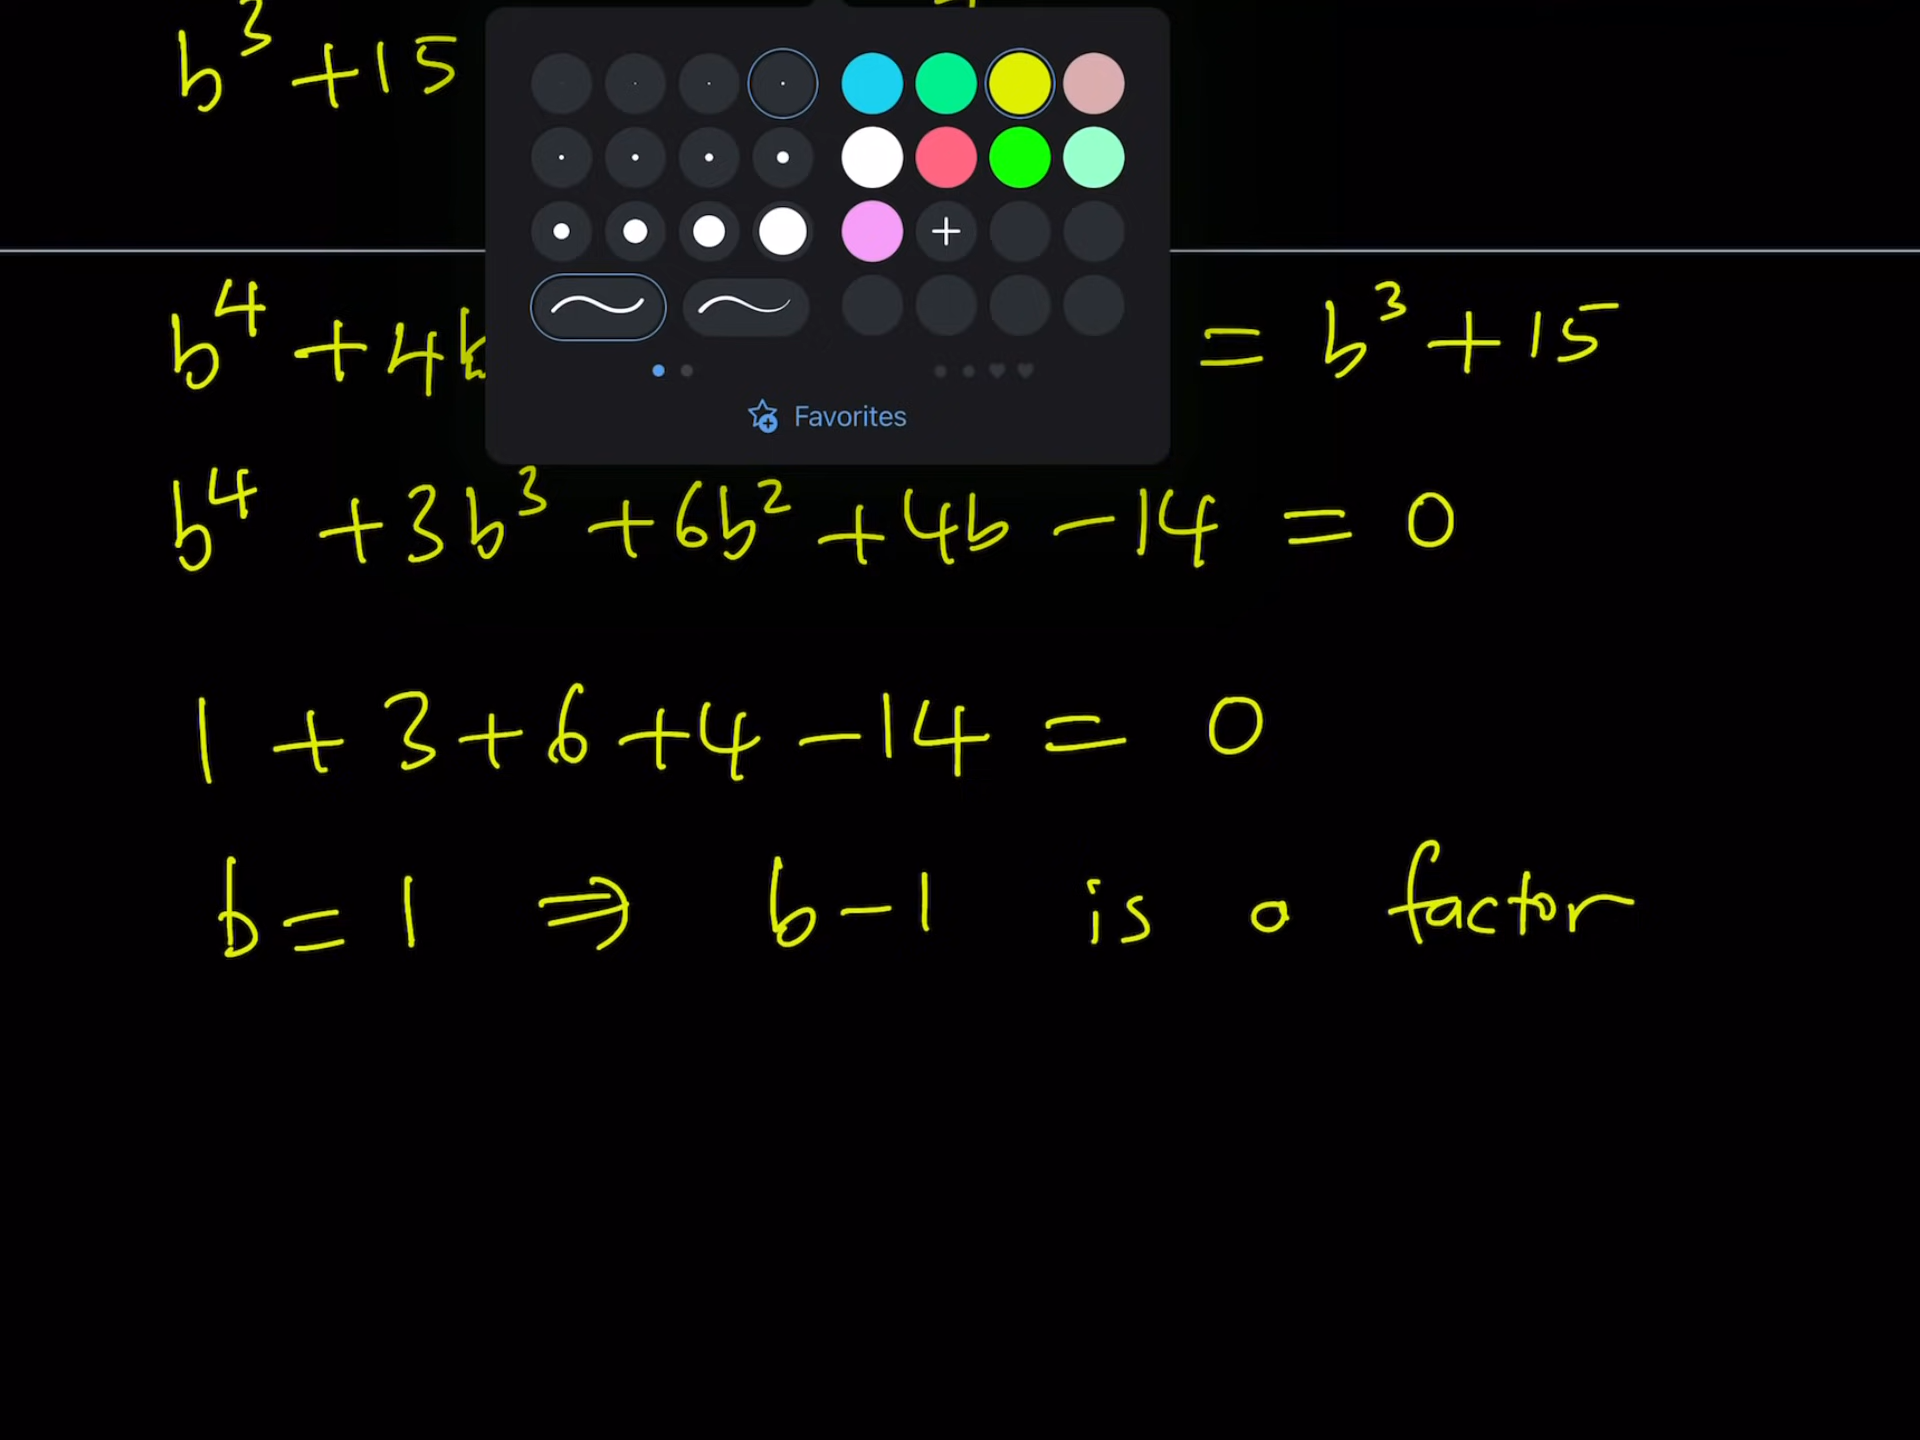 b³ + 15
b⁴ + 4b = b³ + 15
Favorites
b⁴ + 3b³ + 6b² + 4b - 14 = 0
1 + 3 + 6 + 4 - 14 = 0
b = 1 ⇒ b - 1 is a factor